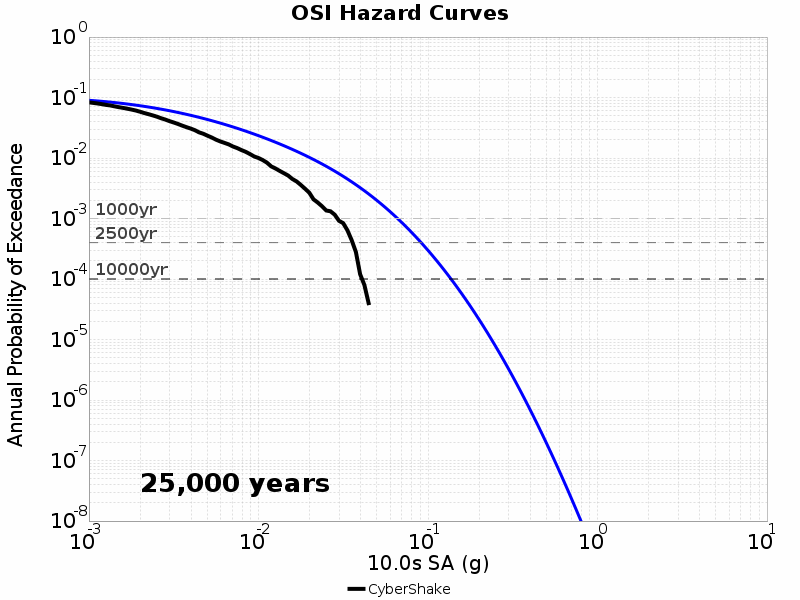 OSI Hazard Curves
Annual Probability of Exceedance
10^0
10^-1
10^-2
10^-3
10^-4
10^-5
10^-6
10^-7
10^-8
1000yr
2500yr
10000yr
25,000 years
10^-3 10^-2 10^-1 10^0 10^1
10.0s SA (g)
CyberShake